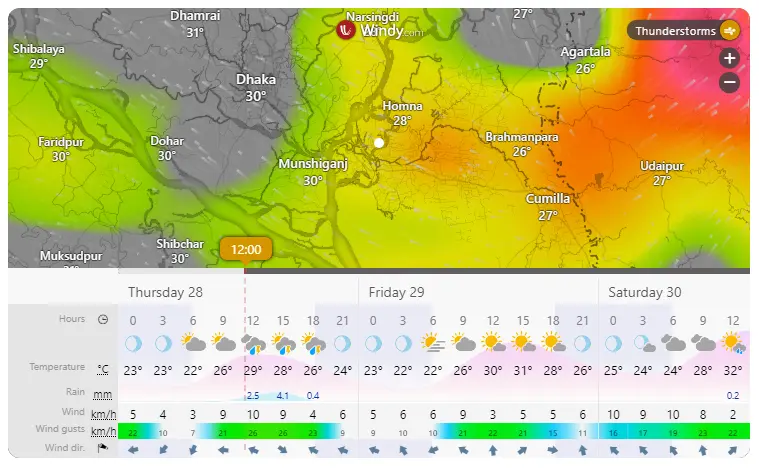 Dhamrai
31°
Narsingdi
27°
Windy.com
Thunderstorms
Shibalaya
29°
Agartala
26°
+
−
Dhaka
30°
Homna
28°
Faridpur
30°
Dohar
30°
Brahmanpara
26°
Munshiganj
30°
Udaipur
27°
Cumilla
27°
Shibchar
30°
12:00
Muksudpur
Thursday 28 Friday 29 Saturday 30
Hours 0 3 6 9 12 15 18 21 0 3 6 9 12 15 18 21 0 3 6 9 12
Temperature °C 23° 23° 22° 26° 29° 28° 26° 24° 23° 22° 22° 26° 30° 31° 28° 26° 25° 24° 24° 28° 32°
Rain mm 2.5 4.1 0.4 0.2
Wind km/h 5 4 3 9 10 9 4 6 5 6 6 9 3 5 5 6 10 9 10 8 2
Wind gusts km/h 22 10 7 21 26 26 23 9 9 10 10 21 22 21 15 11 16 17 19 23 22
Wind dir.